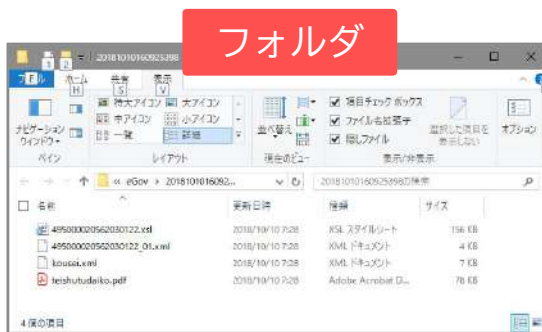 フォルダ
20181010160925398
ファイル ホーム 共有 表示
1 2 F H S V
ナビゲーション ウインドウ
特大アイコン 大アイコン
中アイコン 小アイコン
一覧 詳細
並べ替え
項目チェック ボックス
ファイル名拡張子
隠しファイル
選択した項目を 表示しない
オプション
ペイン レイアウト 現在のビュー 表示/非表示
« eGov › 2018101016092... 20181010160925398の検索
名前 更新日時 種類 サイズ
495000020562030122.xsl 2018/10/10 7:28 XSL スタイルシート 156 KB
495000020562030122_01.xml 2018/10/10 7:28 XML ドキュメント 4 KB
kousei.xml 2018/10/10 7:28 XML ドキュメント 7 KB
teishutudaiko.pdf 2018/10/10 7:28 Adobe Acrobat D... 78 KB
4 個の項目